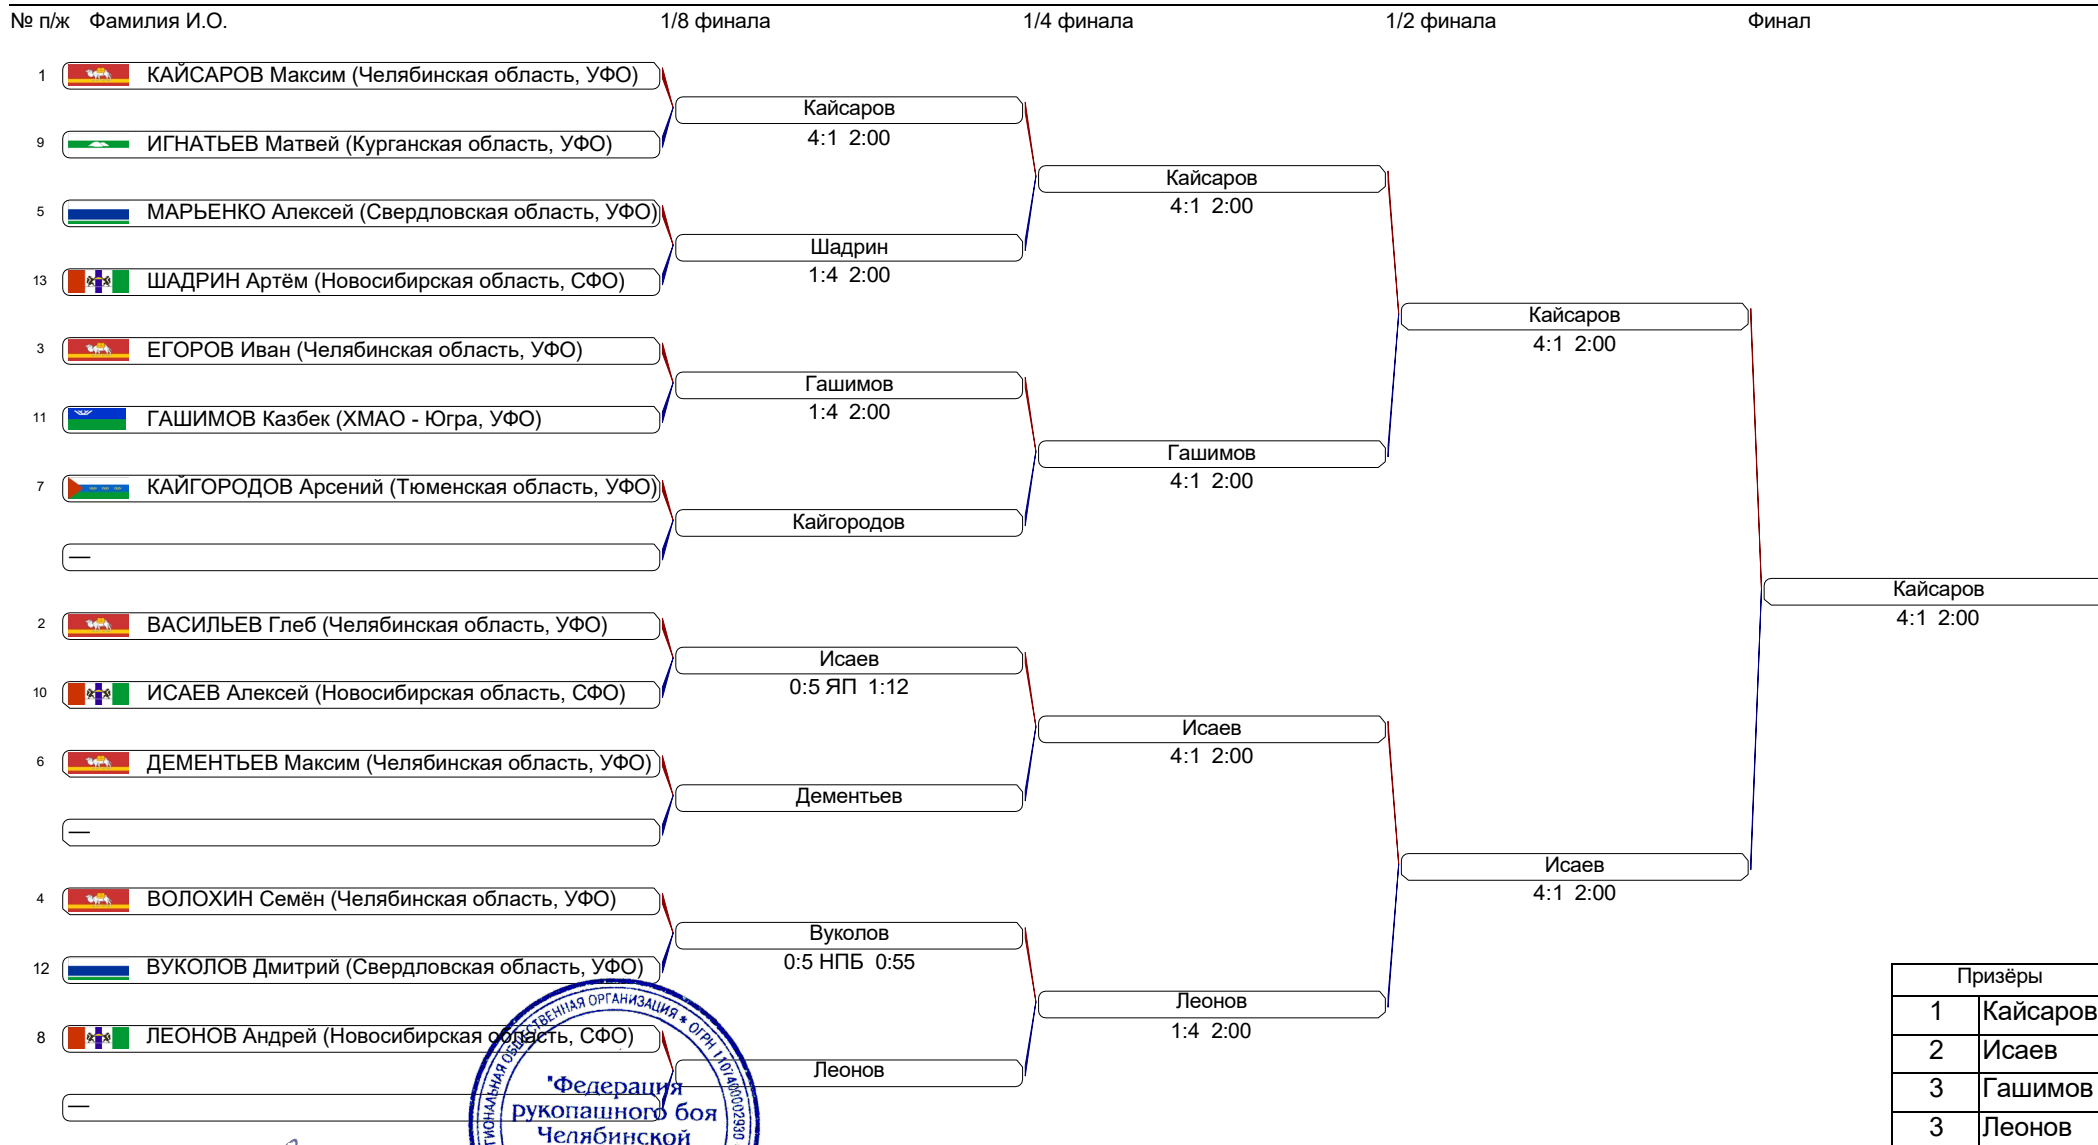 № п/ж Фамилия И.О. 1/8 финала 1/4 финала 1/2 финала Финал
1 КАЙСАРОВ Максим (Челябинская область, УФО)
Кайсаров
4:1 2:00
9 ИГНАТЬЕВ Матвей (Курганская область, УФО)
Кайсаров
4:1 2:00
5 МАРЬЕНКО Алексей (Свердловская область, УФО)
Шадрин
1:4 2:00
13 ШАДРИН Артём (Новосибирская область, СФО)
Кайсаров
4:1 2:00
3 ЕГОРОВ Иван (Челябинская область, УФО)
Гашимов
1:4 2:00
11 ГАШИМОВ Казбек (ХМАО - Югра, УФО)
Гашимов
4:1 2:00
7 КАЙГОРОДОВ Арсений (Тюменская область, УФО)
Кайгородов
—
Кайсаров
4:1 2:00
2 ВАСИЛЬЕВ Глеб (Челябинская область, УФО)
Исаев
0:5 ЯП 1:12
10 ИСАЕВ Алексей (Новосибирская область, СФО)
Исаев
4:1 2:00
6 ДЕМЕНТЬЕВ Максим (Челябинская область, УФО)
Дементьев
—
Исаев
4:1 2:00
4 ВОЛОХИН Семён (Челябинская область, УФО)
Вуколов
0:5 НПБ 0:55
12 ВУКОЛОВ Дмитрий (Свердловская область, УФО)
Леонов
1:4 2:00
8 ЛЕОНОВ Андрей (Новосибирская область, СФО)
Леонов
—
Призёры
1 Кайсаров
2 Исаев
3 Гашимов
3 Леонов
ОБЩЕСТВЕННАЯ ОРГАНИЗАЦИЯ * ОГРН 1107400002930
"Федерация
рукопашного боя
Челябинской